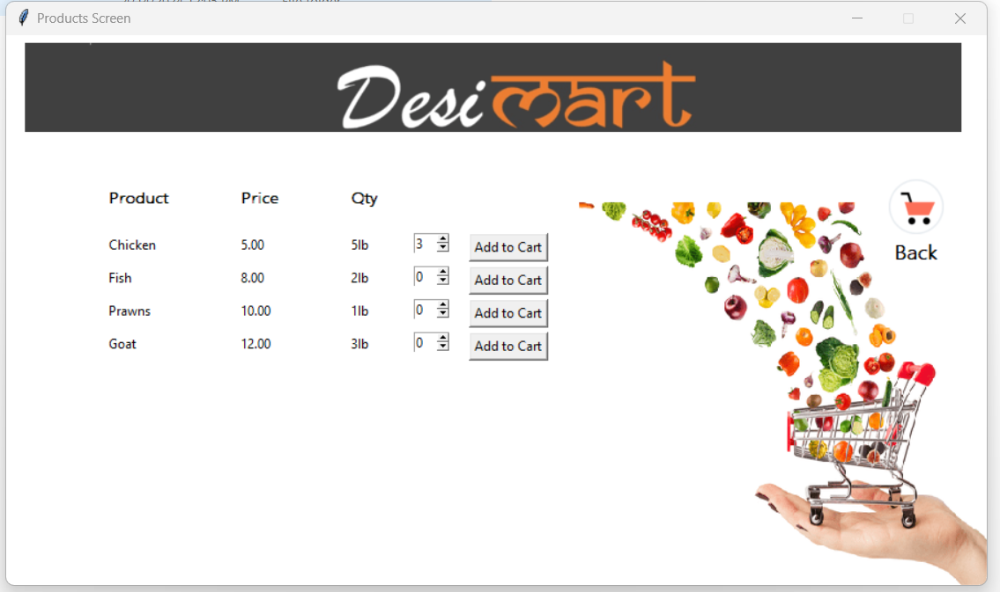 Products Screen
Desi mart
Product Price Qty
Chicken 5.00 5lb 3 Add to Cart
Fish 8.00 2lb 0 Add to Cart
Prawns 10.00 1lb 0 Add to Cart
Goat 12.00 3lb 0 Add to Cart
Back